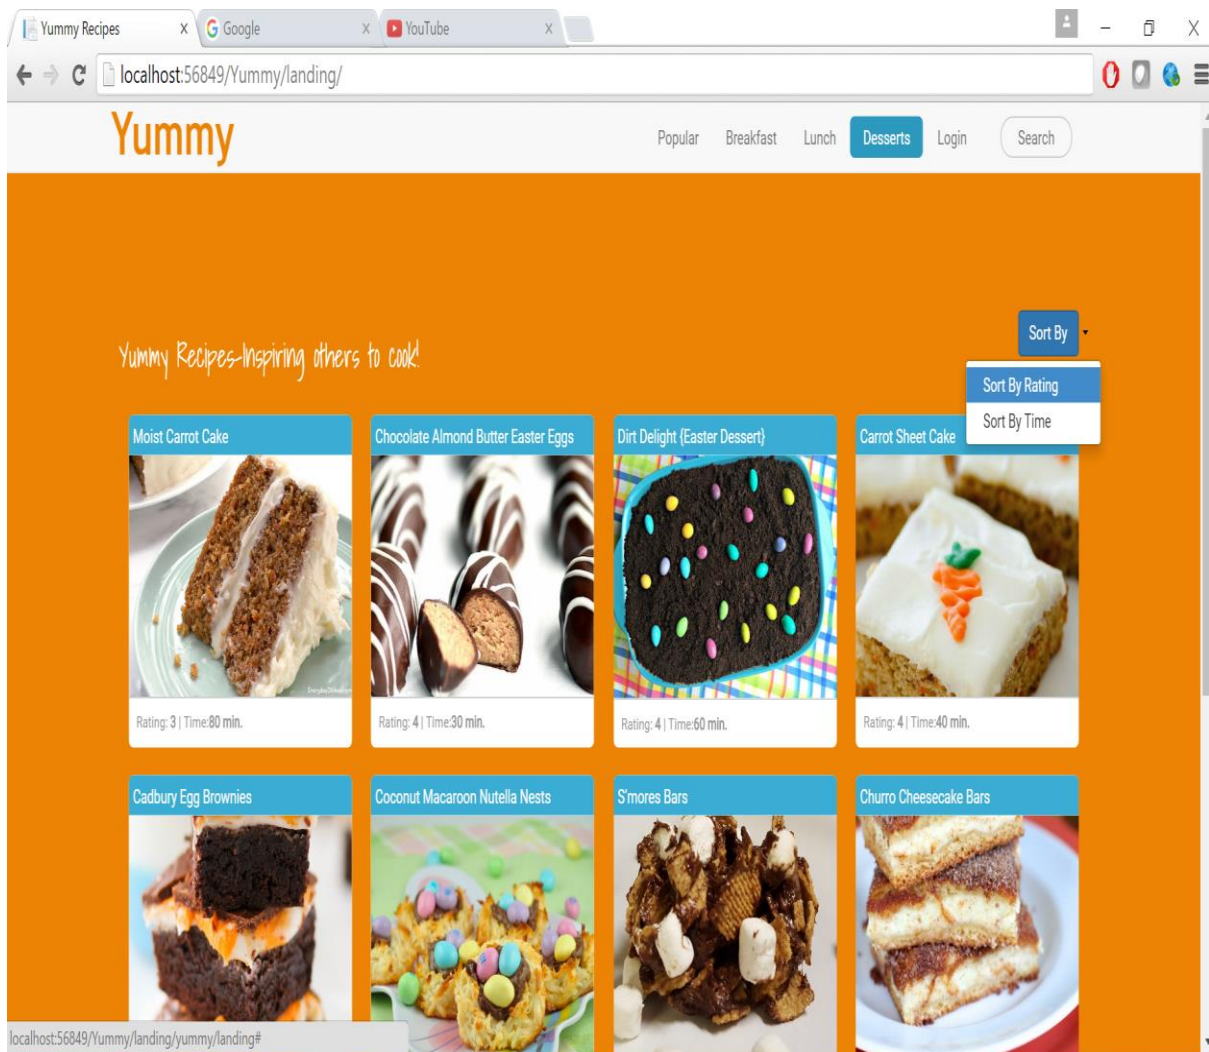 Yummy Recipes
Google
YouTube
localhost:56849/Yummy/landing/
Yummy
Popular Breakfast Lunch Desserts Login Search
Sort By
Yummy Recipes-Inspiring others to cook!
Sort By Rating
Sort By Time
Moist Carrot Cake
Chocolate Almond Butter Easter Eggs
Dirt Delight {Easter Dessert}
Carrot Sheet Cake
Rating: 3 | Time:80 min.
Rating: 4 | Time:30 min.
Rating: 4 | Time:60 min.
Rating: 4 | Time:40 min.
Cadbury Egg Brownies
Coconut Macaroon Nutella Nests
S'mores Bars
Churro Cheesecake Bars
localhost:56849/Yummy/landing/yummy/landing#